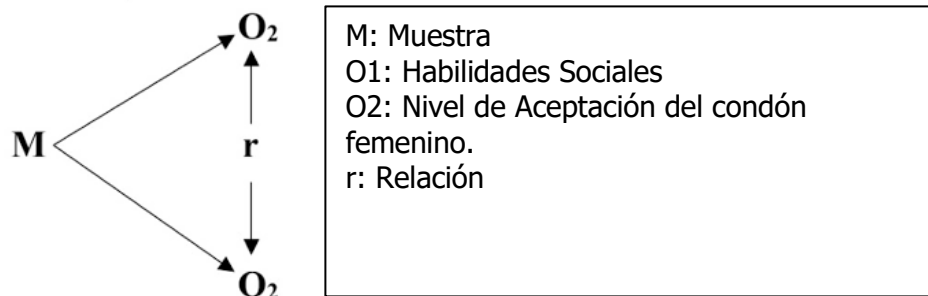 O2
M
r
O2
M: Muestra
O1: Habilidades Sociales
O2: Nivel de Aceptación del condón
femenino.
r: Relación